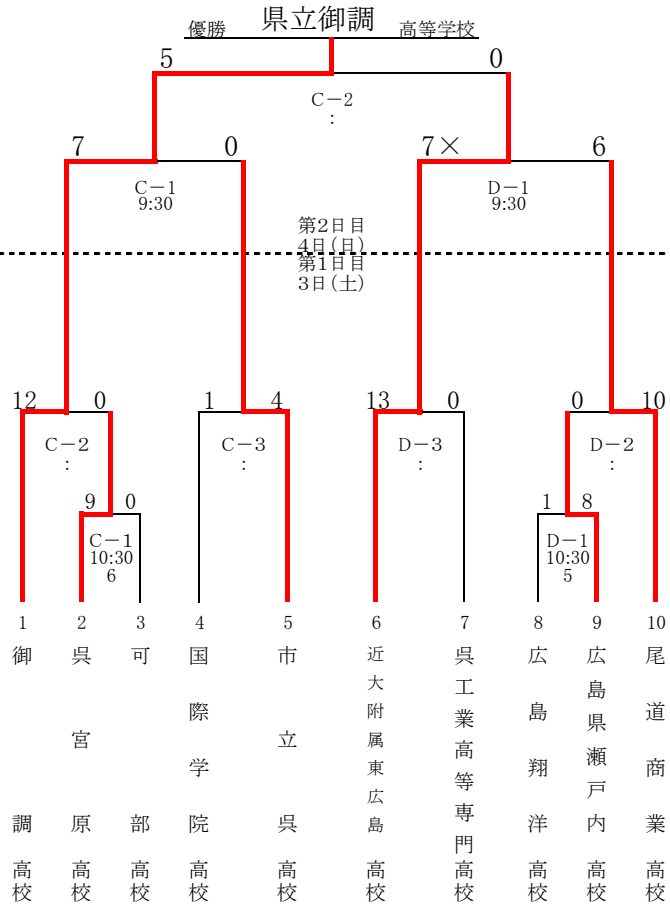 優勝 県立御調 高等学校
5 0
C－2
：
7 0 7× 6
C－1 D－1
9:30 9:30
第2日目
4日(日)
第1日目
3日(土)
12 0 1 4 13 0 0 10
C－2 C－3 D－3 D－2
： ： ： ：
9 0 1 8
C－1 D－1
10:30 10:30
6 5
1 2 3 4 5 6 7 8 9 10
御調高校
呉宮原高校
可部高校
国際学院高校
市立呉高校
近大附属東広島高校
呉工業高等専門高校
広島翔洋高校
広島県瀬戸内高校
尾道商業高校